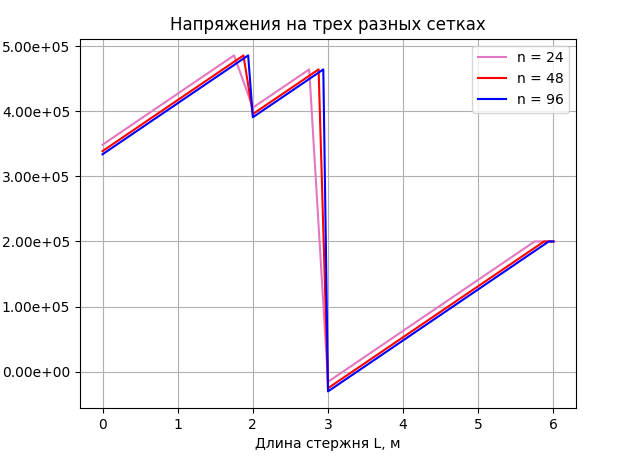 Напряжения на трех разных сетках
5.00e+05
4.00e+05
3.00e+05
2.00e+05
1.00e+05
0.00e+00
n = 24
n = 48
n = 96
0 1 2 3 4 5 6
Длина стержня L, м